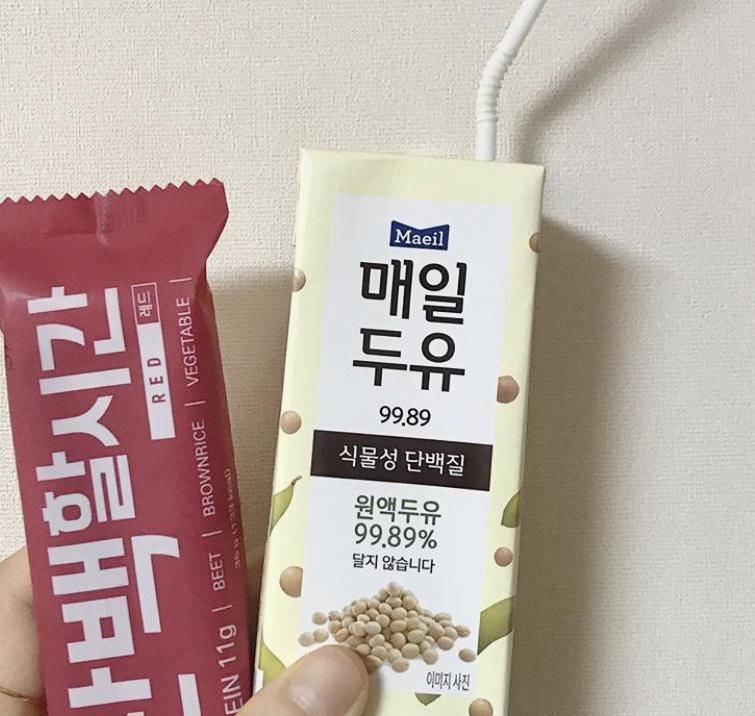 단백할시간
레드
RED
PROTEIN 11g | BEET | BROWNRICE | VEGETABLE |
Maeil
매일
두유
99.89
식물성 단백질
원액두유
99.89%
달지 않습니다
이미지 사진